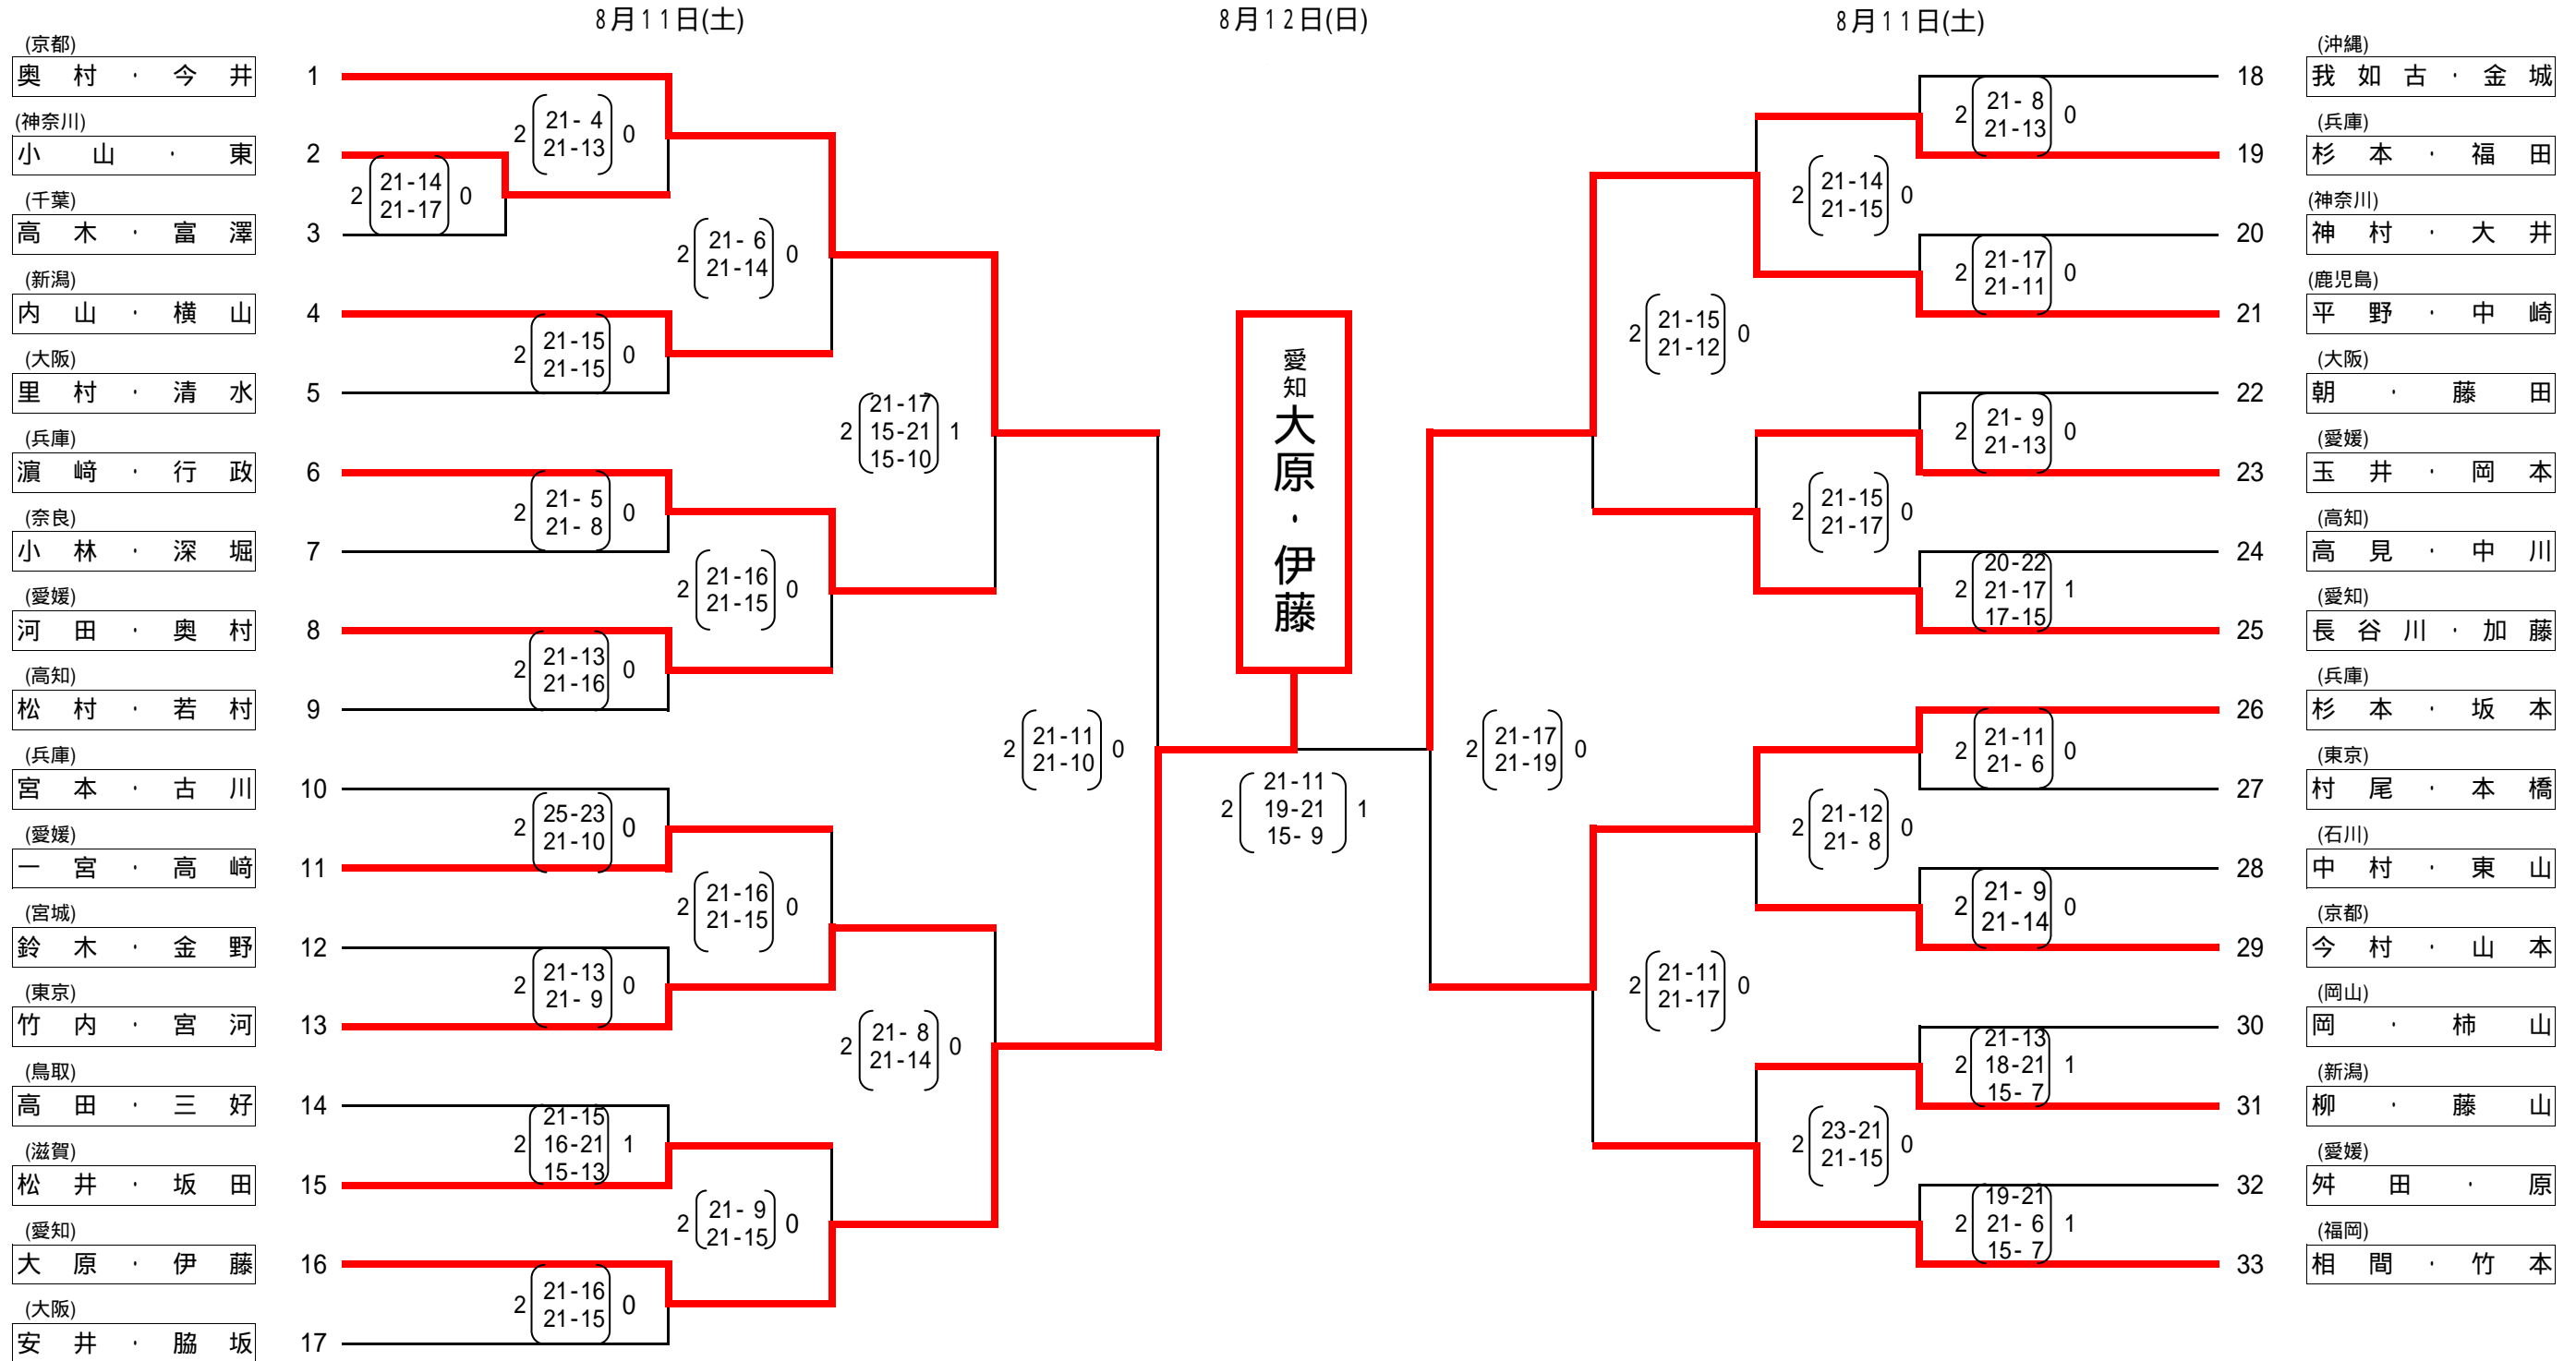 8月11日(土)
8月12日(日)
8月11日(土)
(京都)
奥村・今井 1
(神奈川)
小山・東 2
(千葉)
高木・富澤 3
(新潟)
内山・横山 4
(大阪)
里村・清水 5
(兵庫)
濵﨑・行政 6
(奈良)
小林・深堀 7
(愛媛)
河田・奥村 8
(高知)
松村・若村 9
(兵庫)
宮本・古川 10
(愛媛)
一宮・高﨑 11
(宮城)
鈴木・金野 12
(東京)
竹内・宮河 13
(鳥取)
高田・三好 14
(滋賀)
松井・坂田 15
(愛知)
大原・伊藤 16
(大阪)
安井・脇坂 17
2 21-14 0
21-17
2 21- 4 0
21-13
2 21-15 0
21-15
2 21- 5 0
21- 8
2 21-13 0
21-16
2 25-23 0
21-10
2 21-13 0
21- 9
2 21-15
16-21 1
15-13
2 21-16 0
21-15
2 21- 6 0
21-14
2 21-16 0
21-15
2 21-16 0
21-15
2 21- 9 0
21-15
21-17
2 15-21 1
15-10
2 21- 8 0
21-14
2 21-11 0
21-10
愛知
大原・伊藤
21-11
2 19-21 1
15- 9
2 21-17 0
21-19
2 21-15 0
21-12
2 21-11 0
21-17
2 21-14 0
21-15
2 21-15 0
21-17
2 21-12 0
21- 8
2 23-21 0
21-15
2 21- 8 0
21-13
2 21-17 0
21-11
2 21- 9 0
21-13
20-22
2 21-17 1
17-15
2 21-11 0
21- 6
2 21- 9 0
21-14
21-13
2 18-21 1
15- 7
19-21
2 21- 6 1
15- 7
(沖縄)
18 我如古・金城
(兵庫)
19 杉本・福田
(神奈川)
20 神村・大井
(鹿児島)
21 平野・中崎
(大阪)
22 朝・藤田
(愛媛)
23 玉井・岡本
(高知)
24 高見・中川
(愛知)
25 長谷川・加藤
(兵庫)
26 杉本・坂本
(東京)
27 村尾・本橋
(石川)
28 中村・東山
(京都)
29 今村・山本
(岡山)
30 岡・柿山
(新潟)
31 柳・藤山
(愛媛)
32 舛田・原
(福岡)
33 相間・竹本